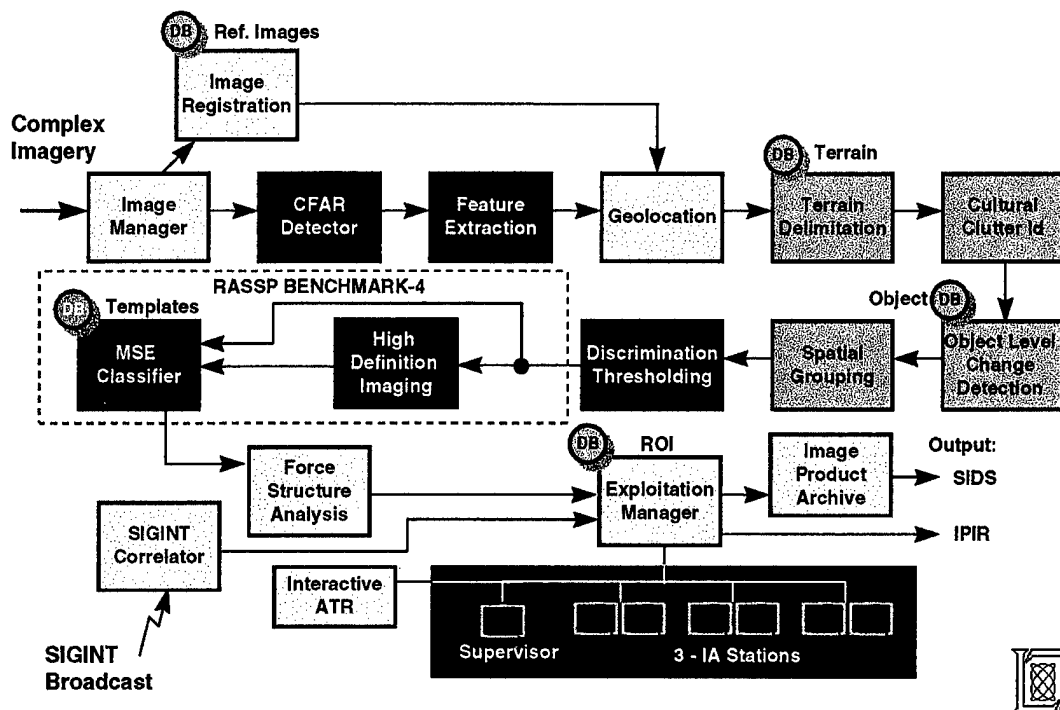 DB Ref. Images
Image
Registration
Complex
Imagery
Image
Manager
CFAR
Detector
Feature
Extraction
Geolocation
DB Terrain
Terrain
Delimitation
Cultural
Clutter Id
RASSP BENCHMARK-4
DB Templates
MSE
Classifier
High
Definition
Imaging
Discrimination
Thresholding
Spatial
Grouping
Object DB
Object Level
Change
Detection
Force
Structure
Analysis
DB ROI
Exploitation
Manager
Image
Product
Archive
Output:
SIDS
IPIR
SIGINT
Correlator
Interactive
ATR
Supervisor
3 - IA Stations
SIGINT
Broadcast